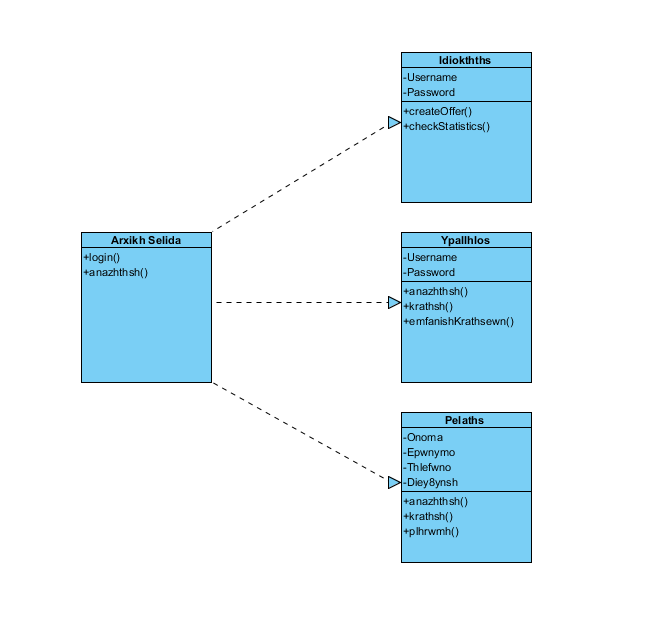 Idiokthths
-Username
-Password
+createOffer()
+checkStatistics()
Arxikh Selida
+login()
+anazhthsh()
Ypallhlos
-Username
-Password
+anazhthsh()
+krathsh()
+emfanishKrathsewn()
Pelaths
-Onoma
-Epwnymo
-Thlefwno
-Diey8ynsh
+anazhthsh()
+krathsh()
+plhrwmh()